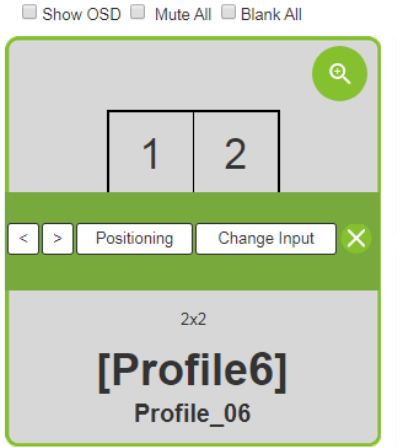 Show OSD Mute All Blank All
1 2
< > Positioning Change Input
2x2
[Profile6]
Profile_06